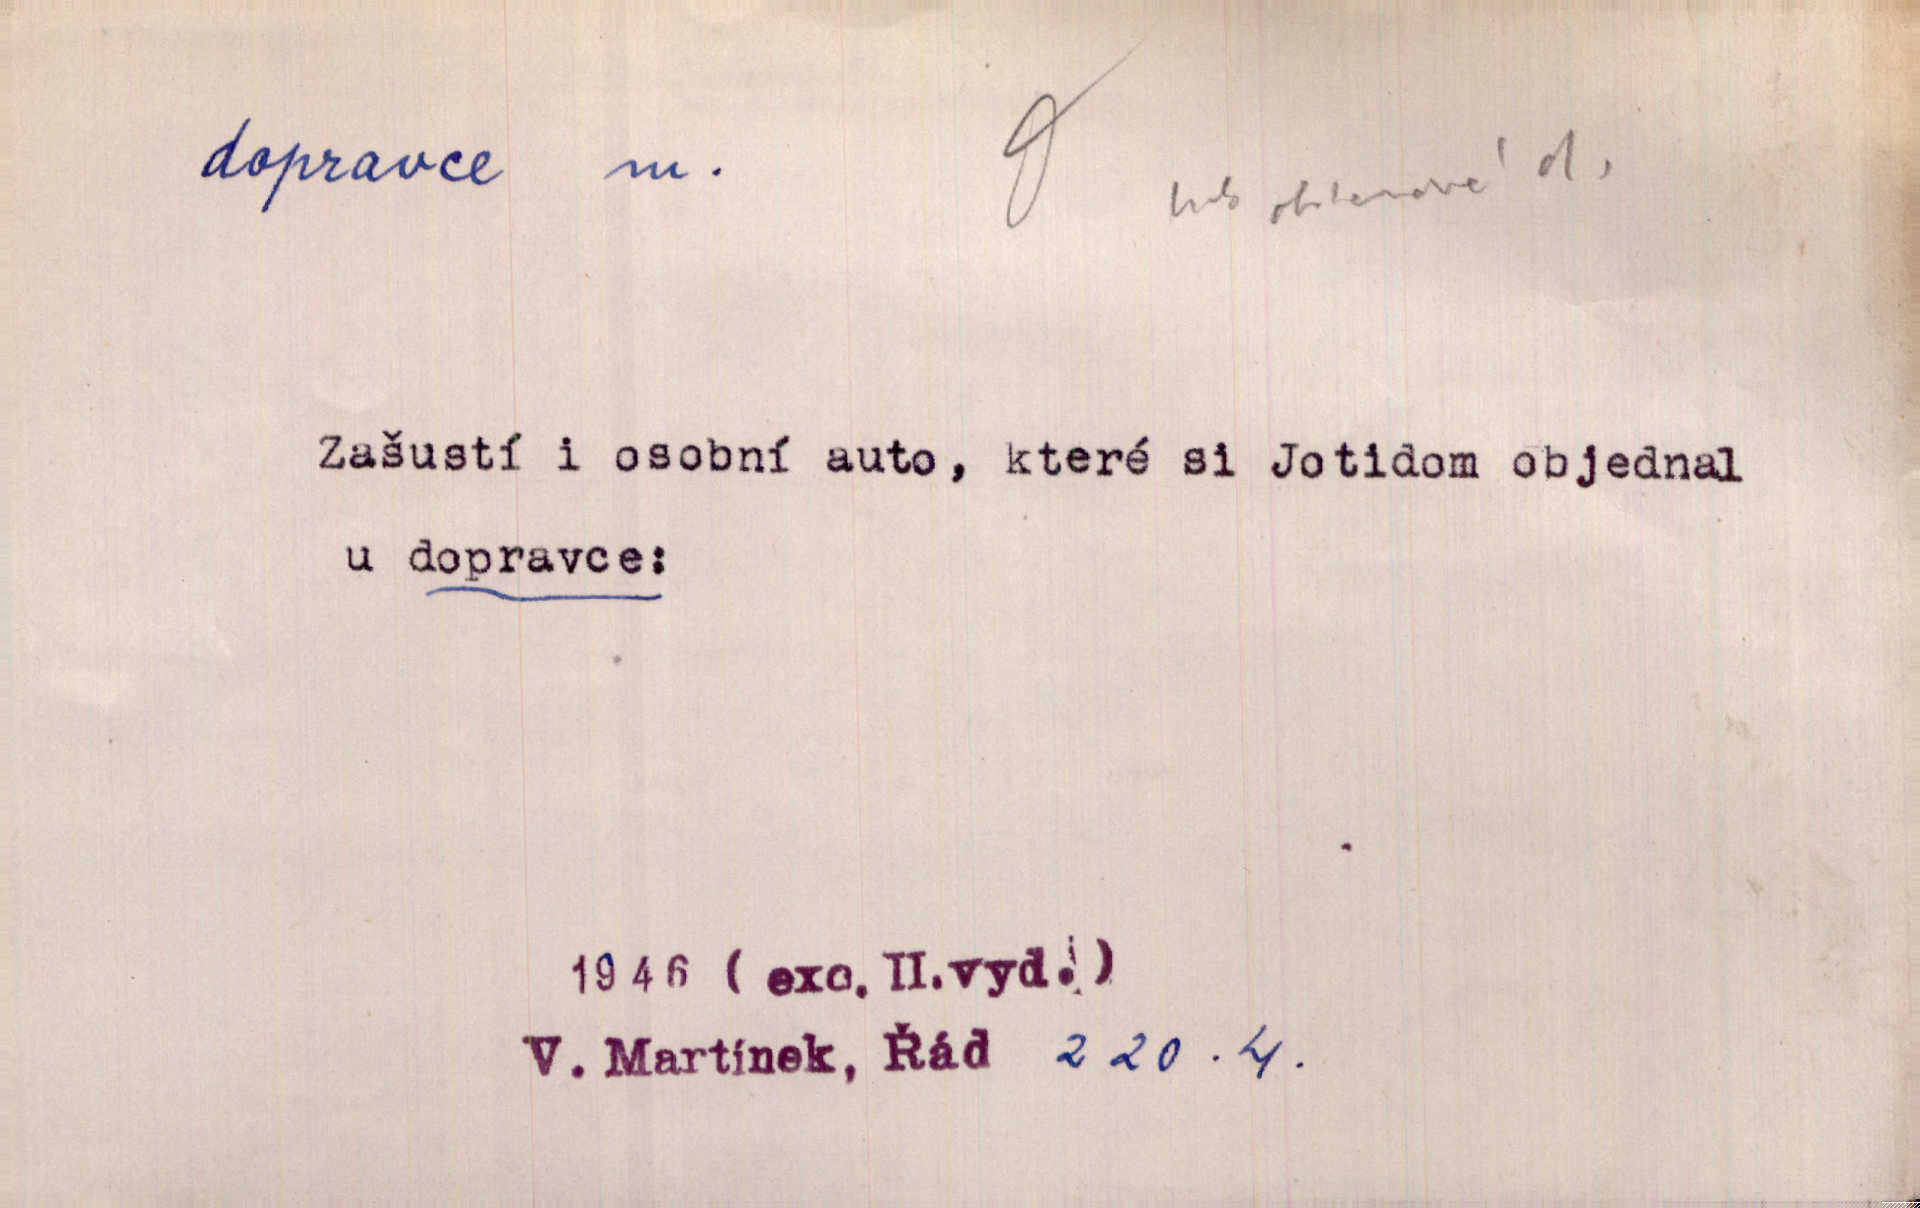 dopravce m.
Zašustí i osobní auto, které si Jotidom objednal
u dopravce:
1946 ( exc. II. vyd. )
V. Martínek, Řád 220.4.